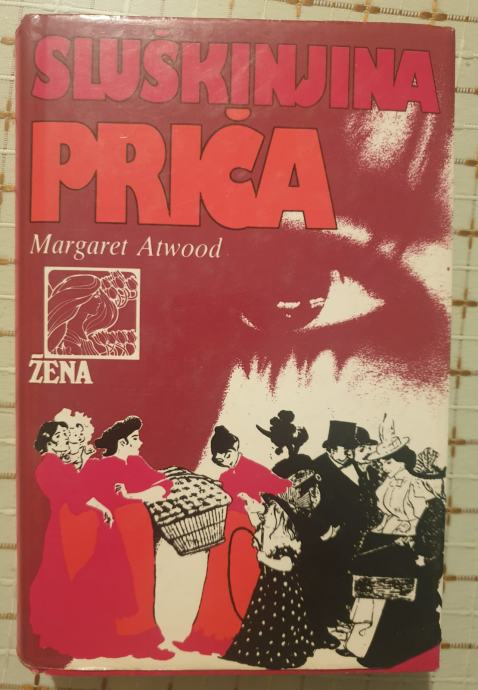 SLUŠKINJINA
PRIČA
Margaret Atwood
ŽENA